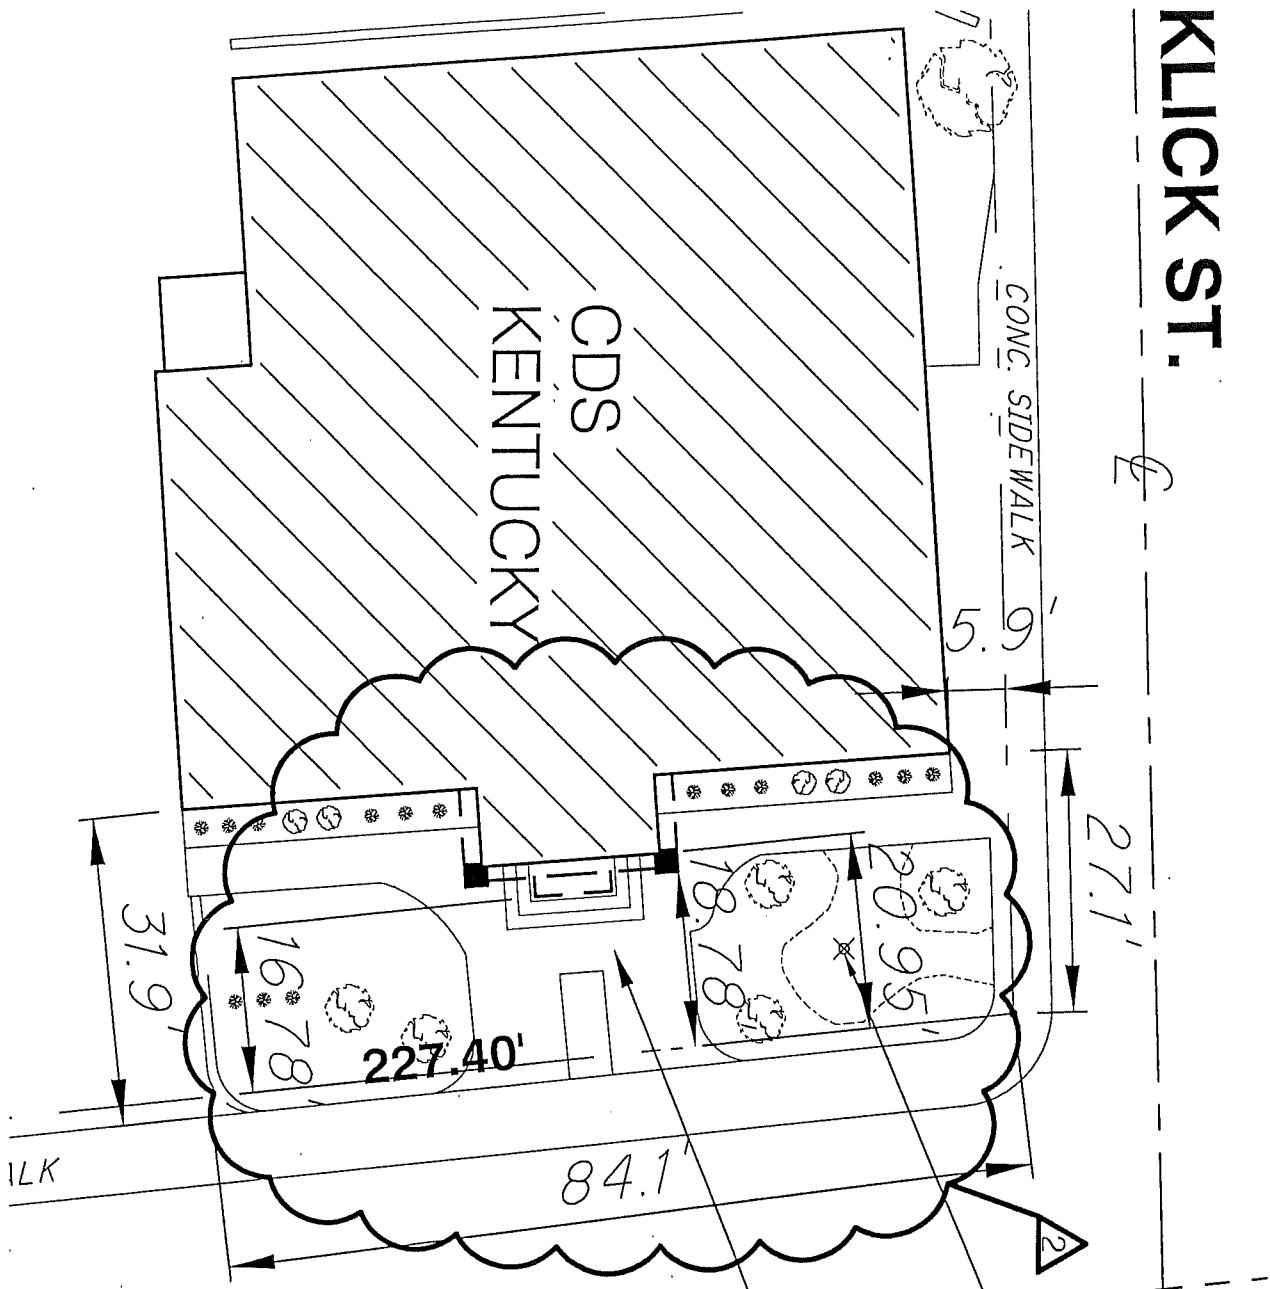 KLICK ST.
CONC. SIDEWALK
℄
CDS
KENTUCKY
5.9'
27.1'
31.9'
18.78
20.95'
16.78
227.40'
84.1'
2